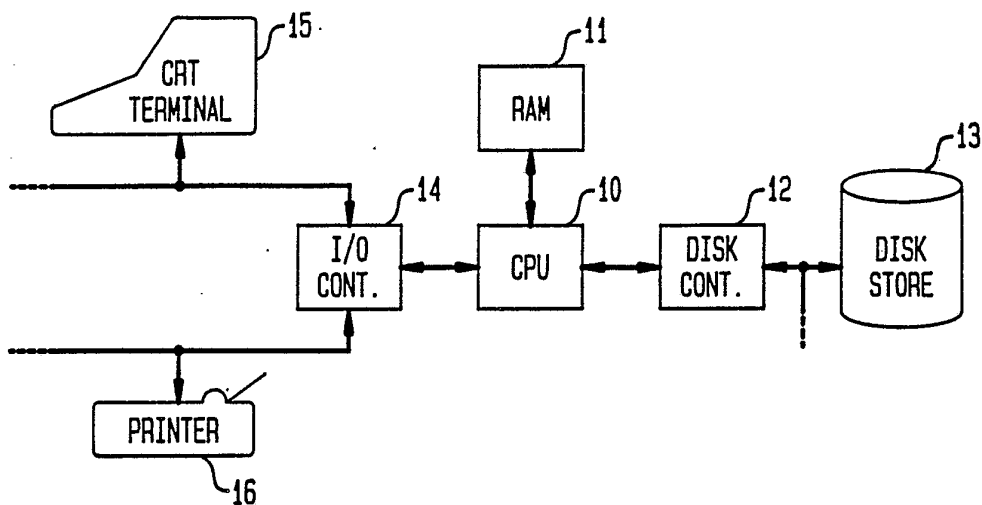 15
CRT
TERMINAL
11
RAM
13
14
10
12
I/O
CONT.
CPU
DISK
CONT.
DISK
STORE
PRINTER
16